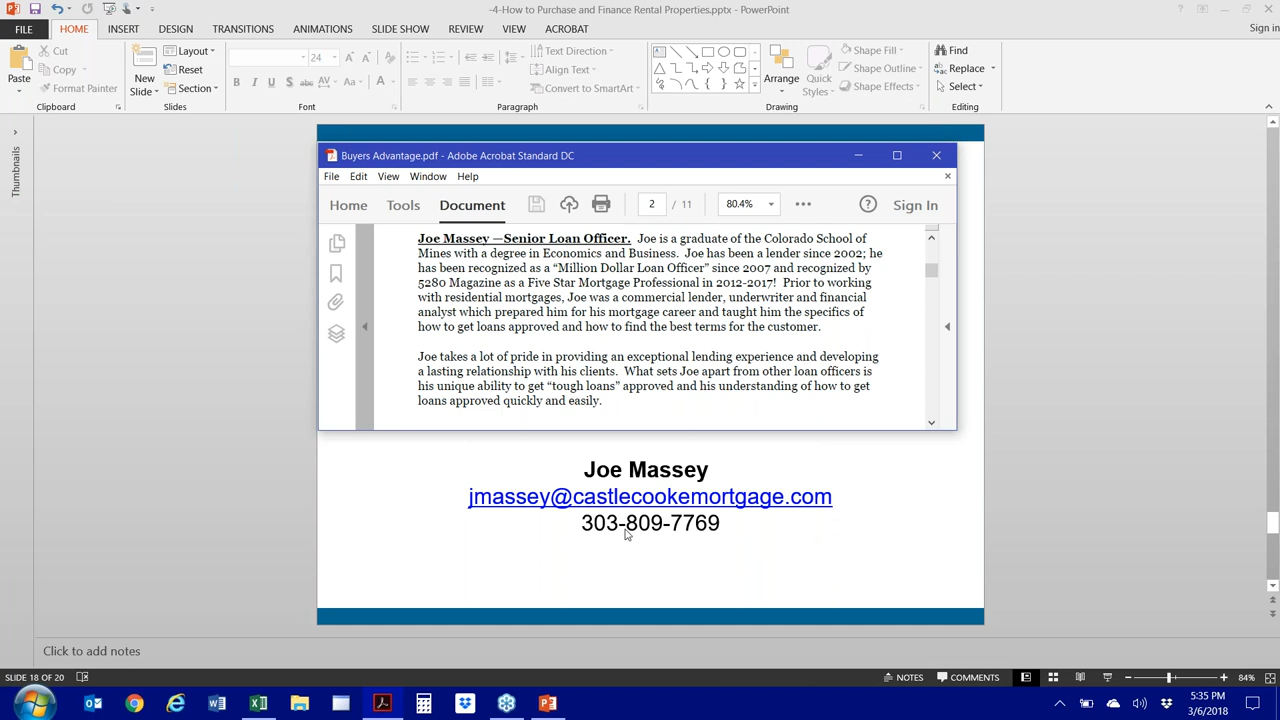 -4-How to Purchase and Finance Rental Properties.pptx - PowerPoint
FILE HOME INSERT DESIGN TRANSITIONS ANIMATIONS SLIDE SHOW REVIEW VIEW ACROBAT Sign in
Paste
Cut
Copy
Format Painter
Clipboard
New
Slide
Layout
Reset
Section
Slides
24
B I U S abc AV Aa A
Font
Text Direction
Align Text
Convert to SmartArt
Paragraph
Arrange
Quick
Styles
Shape Fill
Shape Outline
Shape Effects
Drawing
Find
Replace
Select
Editing
Thumbnails
Buyers Advantage.pdf - Adobe Acrobat Standard DC
File Edit View Window Help
Home Tools Document 2 / 11 80.4% Sign In
Joe Massey —Senior Loan Officer. Joe is a graduate of the Colorado School of
Mines with a degree in Economics and Business. Joe has been a lender since 2002; he
has been recognized as a “Million Dollar Loan Officer” since 2007 and recognized by
5280 Magazine as a Five Star Mortgage Professional in 2012-2017! Prior to working
with residential mortgages, Joe was a commercial lender, underwriter and financial
analyst which prepared him for his mortgage career and taught him the specifics of
how to get loans approved and how to find the best terms for the customer.
Joe takes a lot of pride in providing an exceptional lending experience and developing
a lasting relationship with his clients. What sets Joe apart from other loan officers is
his unique ability to get “tough loans” approved and his understanding of how to get
loans approved quickly and easily.
Joe Massey
jmassey@castlecookemortgage.com
303-809-7769
Click to add notes
SLIDE 18 OF 20 NOTES COMMENTS 84%
5:35 PM
3/6/2018